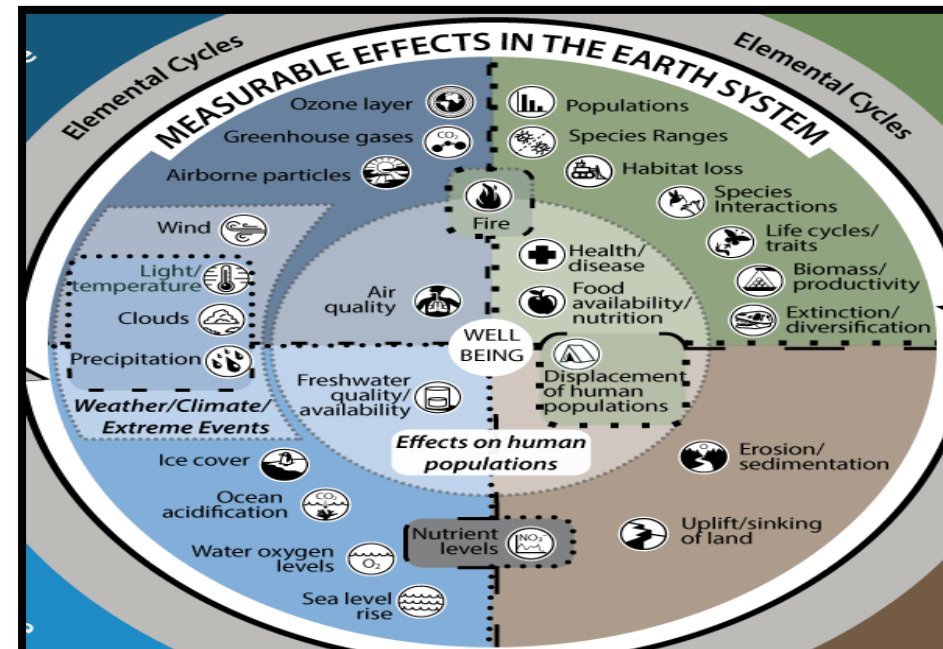 Elemental Cycles
MEASURABLE EFFECTS IN THE EARTH SYSTEM
Elemental Cycles
Ozone layer
Greenhouse gases
CO₂
Airborne particles
Populations
Species Ranges
Habitat loss
Species
Interactions
Life cycles/
traits
Biomass/
productivity
Extinction/
diversification
Fire
Wind
Light/
temperature
Clouds
Precipitation
Weather/Climate/
Extreme Events
Air
quality
Health/
disease
Food
availability/
nutrition
WELL
BEING
Freshwater
quality/
availability
Displacement
of human
populations
Effects on human
populations
Ice cover
Ocean
acidification
CO₂
Water oxygen
levels
O₂
Sea level
rise
Nutrient
levels
NO₃⁻
Erosion/
sedimentation
Uplift/sinking
of land